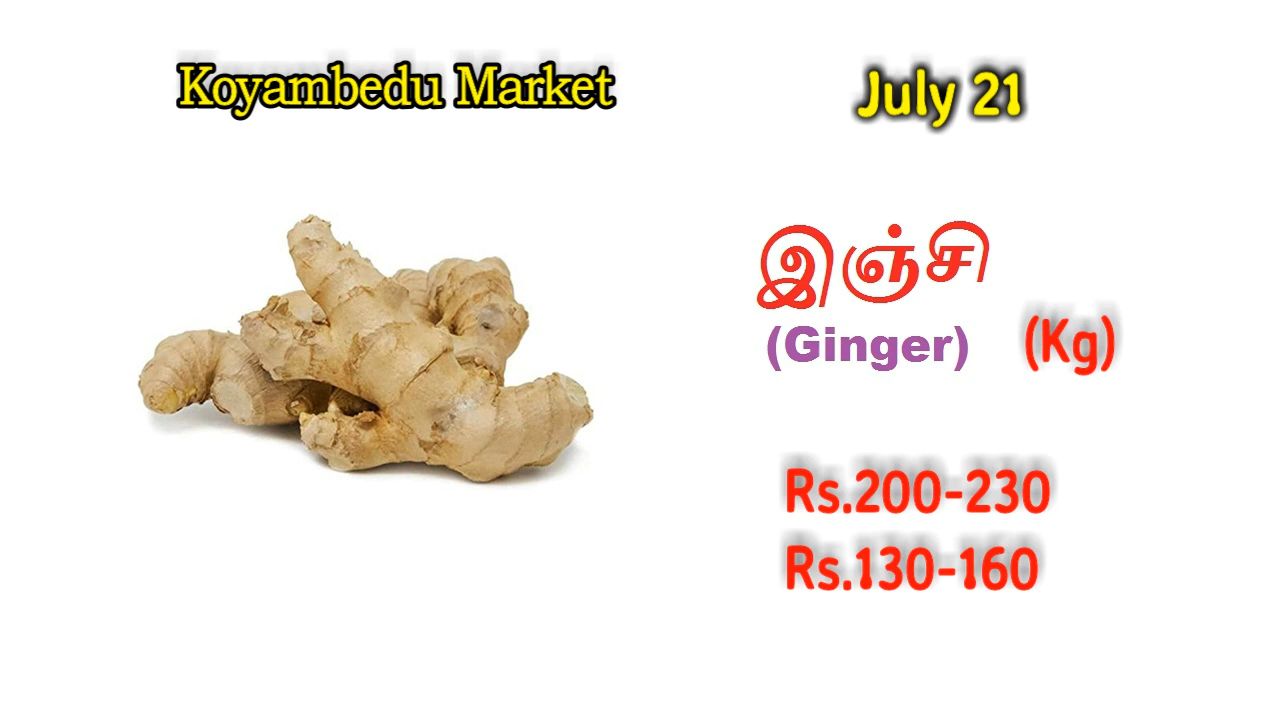 Koyambedu Market
July 21
இஞ்சி
(Ginger) (Kg)
Rs.200-230
Rs.130-160